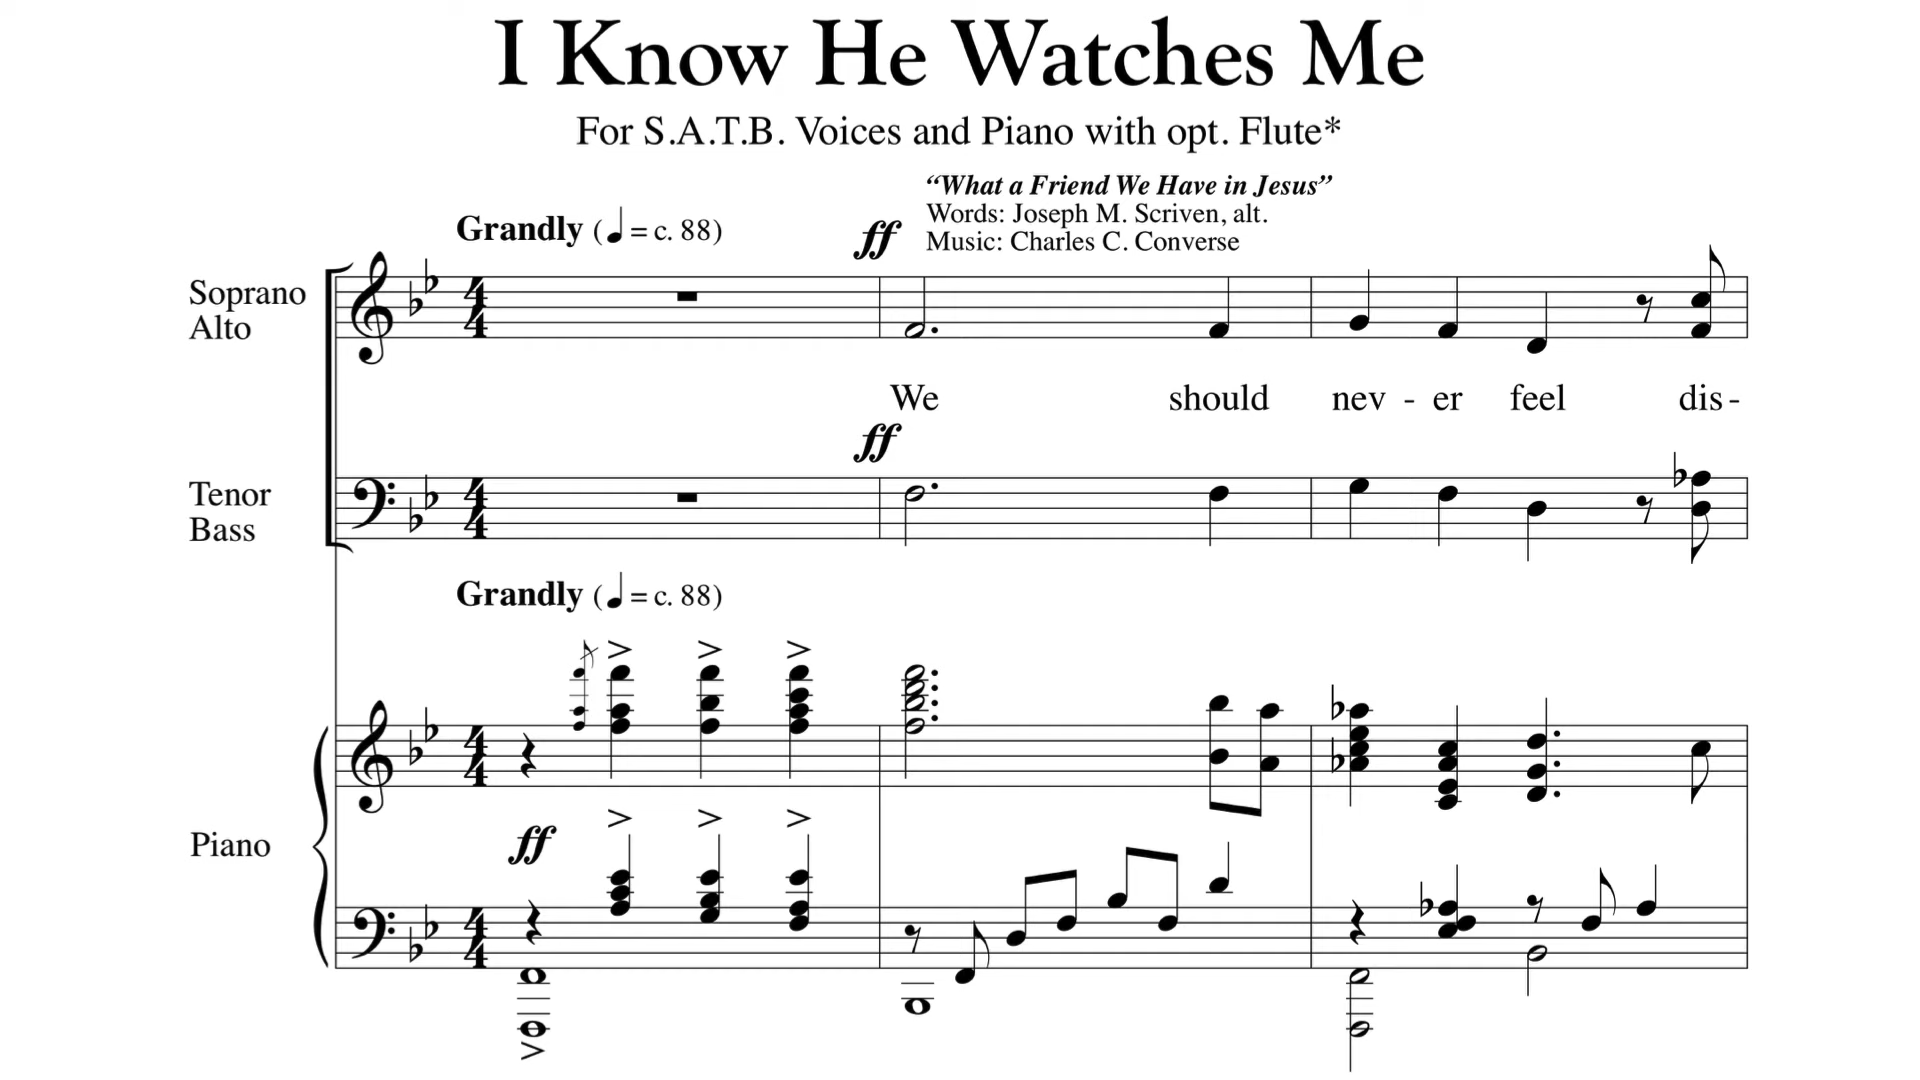 I Know He Watches Me
For S.A.T.B. Voices and Piano with opt. Flute*
“What a Friend We Have in Jesus”
Words: Joseph M. Scriven, alt.
Music: Charles C. Converse
Grandly (♩ = c. 88)
ff
Soprano
Alto
We should nev - er feel dis -
ff
Tenor
Bass
Grandly (♩ = c. 88)
ff
Piano